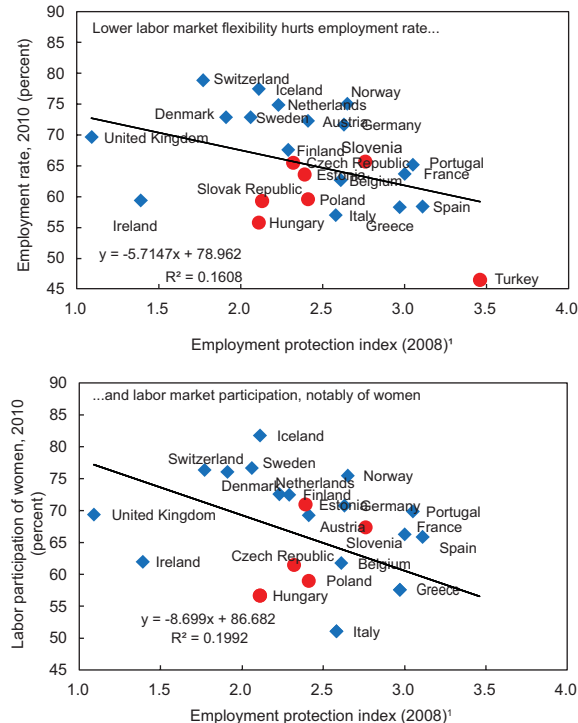 Lower labor market flexibility hurts employment rate...
Employment rate, 2010 (percent)
90
85
80
75
70
65
60
55
50
45
Switzerland
Iceland
Norway
Netherlands
Denmark
Sweden
Austria
Germany
United Kingdom
Finland
Slovenia
Czech Republic
Portugal
Estonia
France
Belgium
Slovak Republic
Poland
Spain
Ireland
Hungary
Italy
Greece
y = -5.7147x + 78.962
R² = 0.1608
Turkey
1.0 1.5 2.0 2.5 3.0 3.5 4.0
Employment protection index (2008)¹
...and labor market participation, notably of women
Labor participation of women, 2010
(percent)
90
85
80
75
70
65
60
55
50
45
Iceland
Switzerland
Sweden
Norway
Denmark
Netherlands
Finland
Estonia
Germany
Portugal
United Kingdom
Austria
France
Slovenia
Spain
Czech Republic
Ireland
Belgium
Poland
Hungary
Greece
Italy
y = -8.699x + 86.682
R² = 0.1992
1.0 1.5 2.0 2.5 3.0 3.5 4.0
Employment protection index (2008)¹